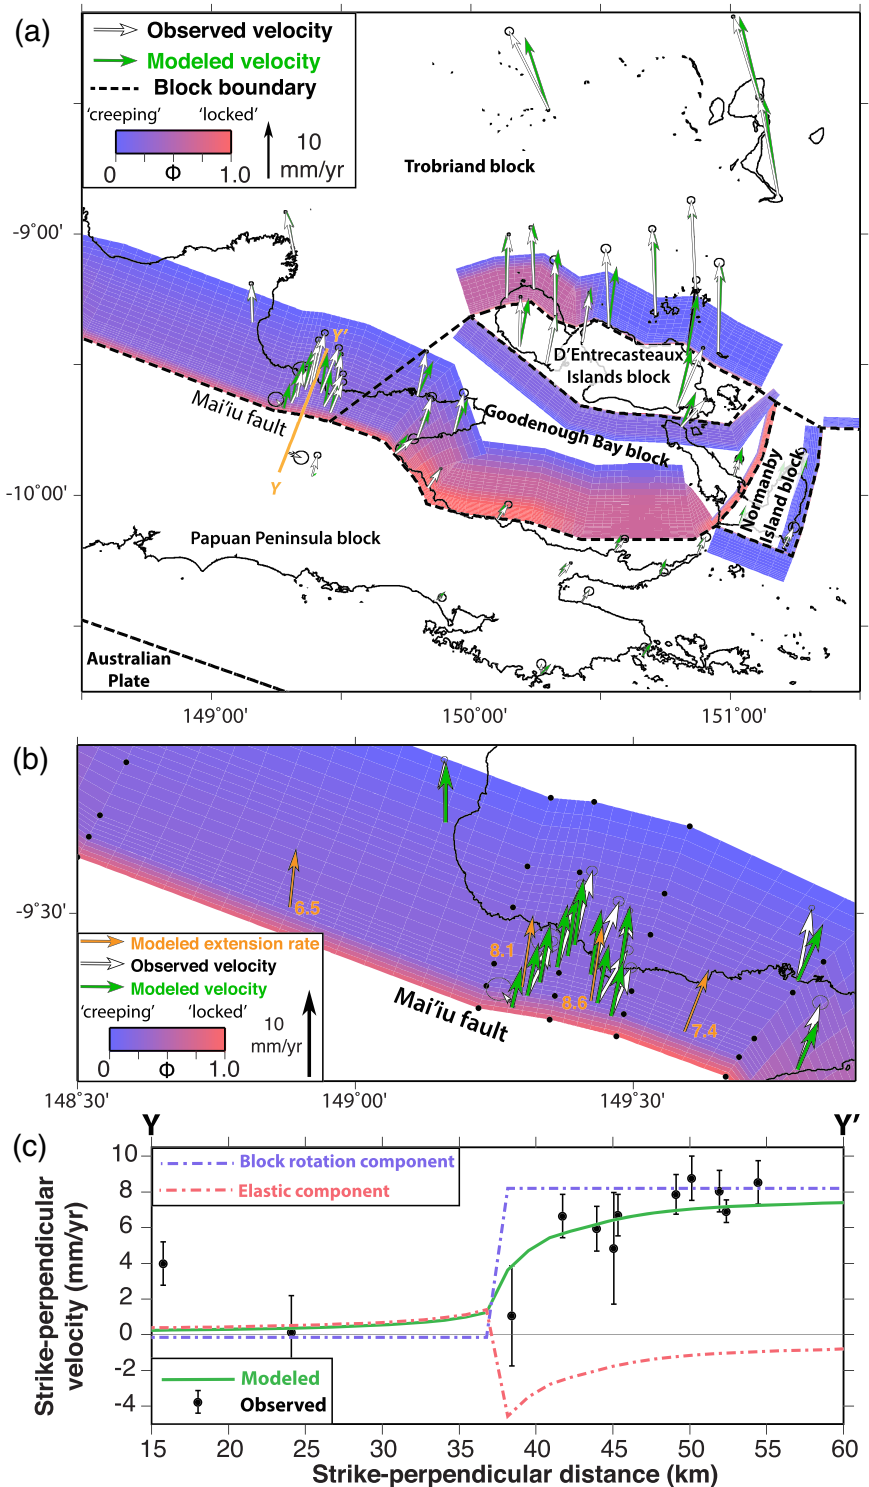 (a)
Observed velocity
Modeled velocity
Block boundary
'creeping' 'locked'
0 Φ 1.0
10
mm/yr
Trobriand block
-9°00'
Y'
D'Entrecasteaux
Islands block
Mai'iu fault
Goodenough Bay block
Y
-10°00'
Normanby
Island block
Papuan Peninsula block
Australian
Plate
149°00' 150°00' 151°00'
(b)
6.5
-9°30'
Modeled extension rate
Observed velocity
Modeled velocity
'creeping' 'locked'
0 Φ 1.0
10
mm/yr
8.1
8.6
7.4
Mai'iu fault
148°30' 149°00' 149°30'
Y Y'
(c)
Block rotation component
Elastic component
Strike-perpendicular
velocity (mm/yr)
10
8
6
4
2
0
-2
-4
Modeled
Observed
15 20 25 30 35 40 45 50 55 60
Strike-perpendicular distance (km)